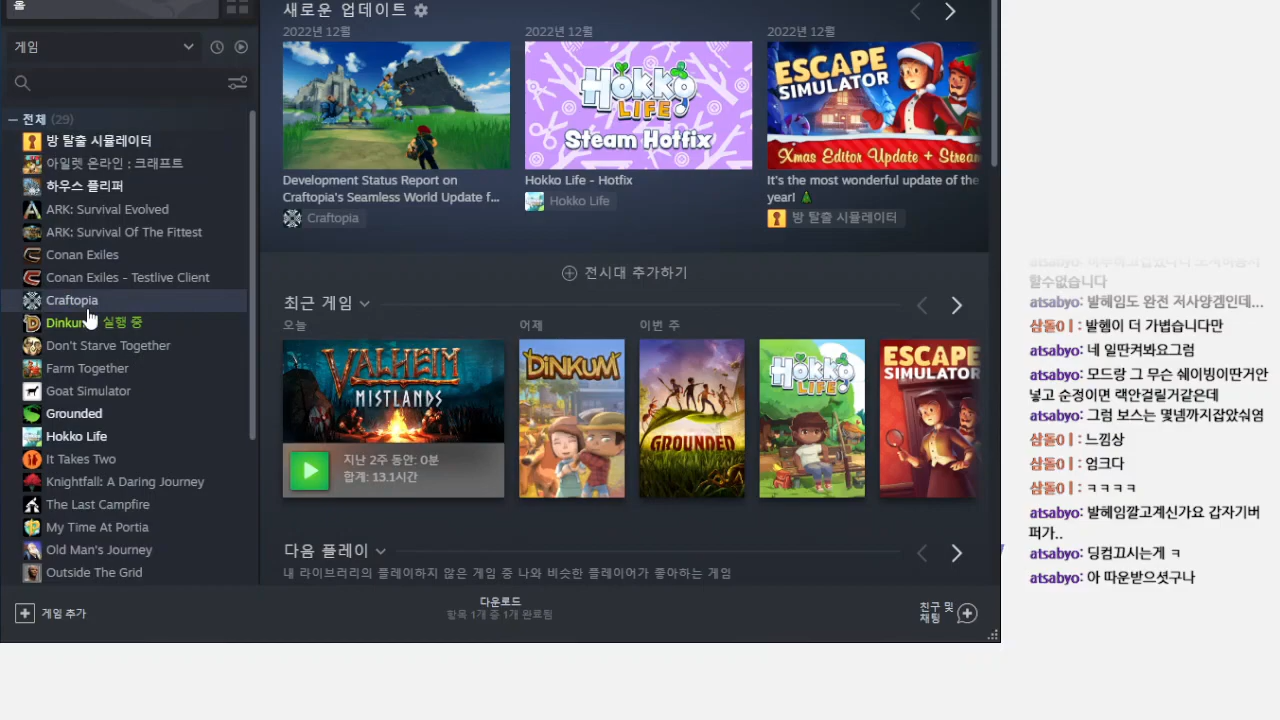 홈
게임
전체 (29)
방 탈출 시뮬레이터
아일렛 온라인 : 크래프트
하우스 플리퍼
ARK: Survival Evolved
ARK: Survival Of The Fittest
Conan Exiles
Conan Exiles - Testlive Client
Craftopia
실행 중
Don't Starve Together
Farm Together
Goat Simulator
Grounded
Hokko Life
It Takes Two
Knightfall: A Daring Journey
The Last Campfire
My Time At Portia
Old Man's Journey
Outside The Grid
게임 추가
새로운 업데이트
2022년 12월
2022년 12월
2022년 12월
HOKKO
LIFE
Steam Hotfix
ESCAPE
SIMULATOR
Xmas Editor Update + Stream
Development Status Report on
Craftopia's Seamless World Update f...
Craftopia
Hokko Life - Hotfix
Hokko Life
It's the most wonderful update of the
year!
방 탈출 시뮬레이터
전시대 추가하기
최근 게임
오늘
어제
이번 주
VALHEIM
MISTLANDS
지난 2주 동안: 0분
합계: 13.1시간
DINKUM
GROUNDED
HOKKO
LIFE
ESCAPE
SIMULATOR
다음 플레이
내 라이브러리의 플레이하지 않은 게임 중 나와 비슷한 플레이어가 좋아하는 게임
다운로드
항목 1개 중 1개 완료됨
친구 및
채팅
할수없습니다
atsabyo: 발헤임도 완전 저사양겜인데...
삼돌이: 발헴이 더 가볍습니다만
atsabyo: 네 일딴켜봐요그럼
atsabyo: 모드랑 그 무슨 쉐이빙이딴거안
넣고 순정이면 랙안걸릴거같은데
atsabyo: 그럼 보스는 몇넴까지잡았숴염
삼돌이: 느낌상
삼돌이: 엄크다
삼돌이: ㅋㅋㅋㅋ
atsabyo: 발헤임깔고계신가요 갑자기버
퍼가..
atsabyo: 딩컴끄시는게 ㅋ
atsabyo: 아 따운받으셧구나